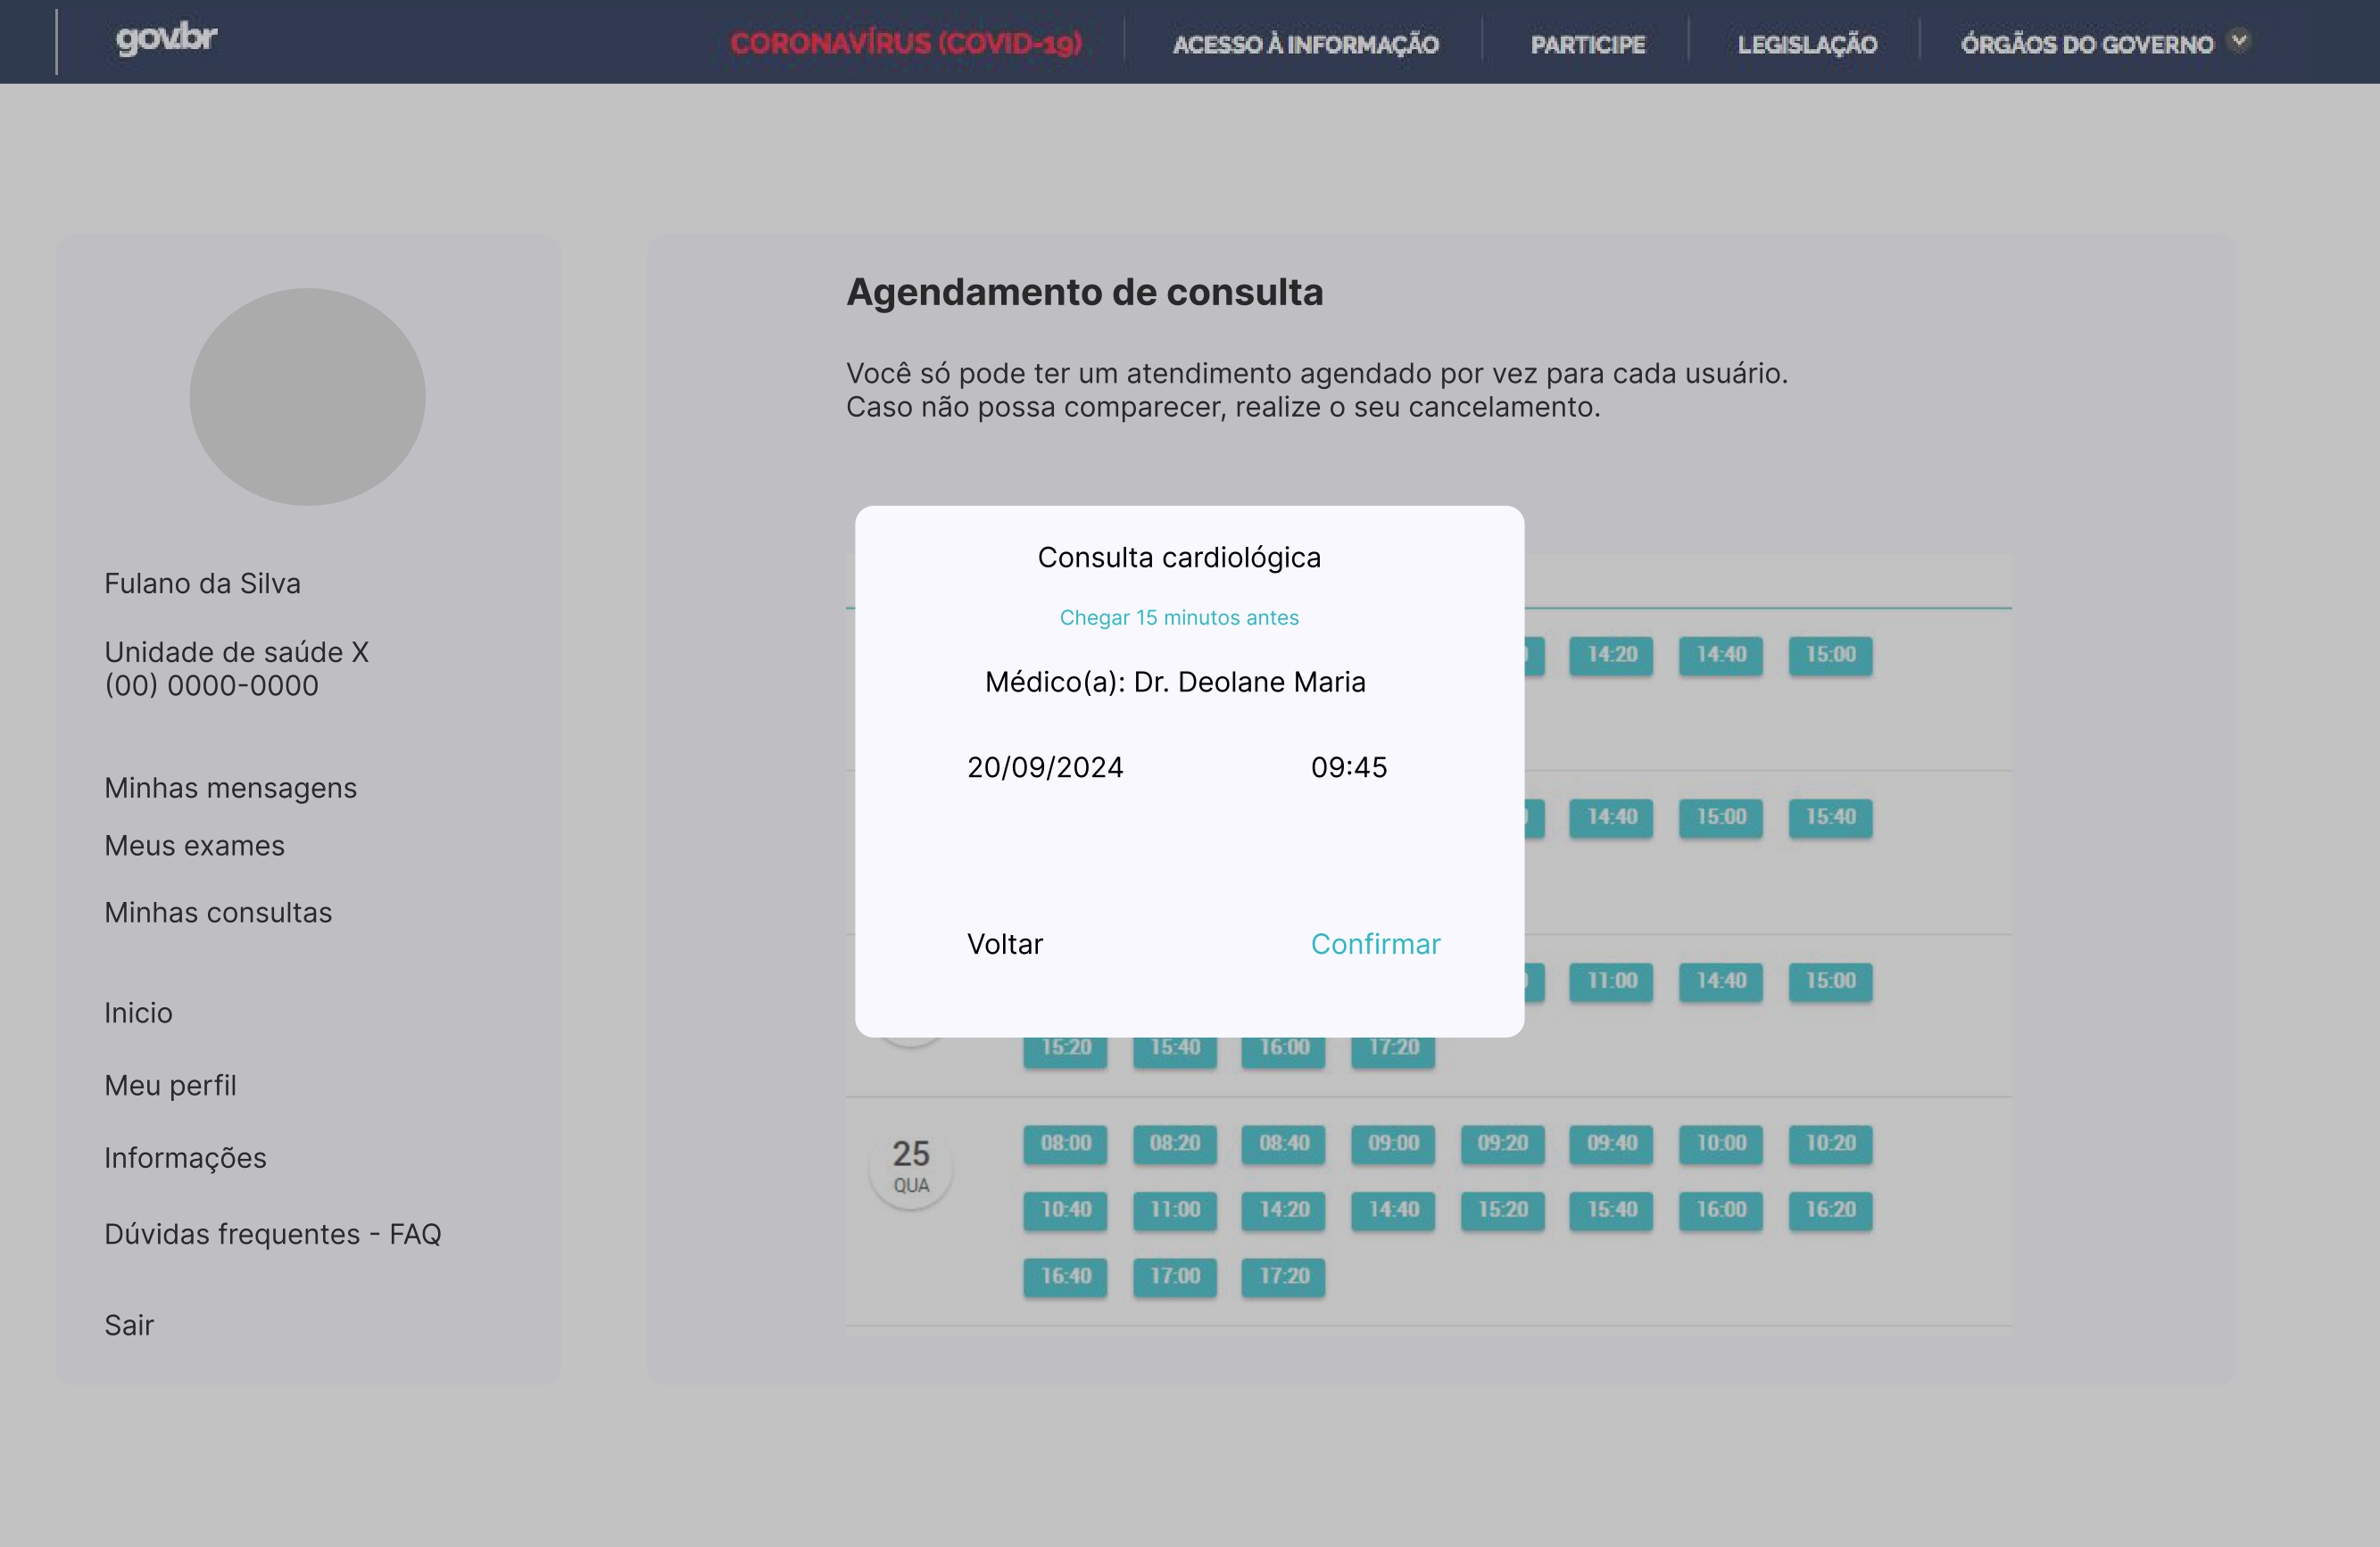 gov.br
CORONAVÍRUS (COVID-19)
ACESSO À INFORMAÇÃO
PARTICIPE
LEGISLAÇÃO
ÓRGÃOS DO GOVERNO
Fulano da Silva
Unidade de saúde X
(00) 0000-0000
Minhas mensagens
Meus exames
Minhas consultas
Inicio
Meu perfil
Informações
Dúvidas frequentes - FAQ
Sair
Agendamento de consulta
Você só pode ter um atendimento agendado por vez para cada usuário.
Caso não possa comparecer, realize o seu cancelamento.
Consulta cardiológica
Chegar 15 minutos antes
Médico(a): Dr. Deolane Maria
20/09/2024 09:45
Voltar Confirmar
14:20 14:40 15:00
14:40 15:00 15:40
11:00 14:40 15:00
15:20 15:40 16:00 17:20
25
QUA
08:00 08:20 08:40 09:00 09:20 09:40 10:00 10:20
10:40 11:00 14:20 14:40 15:20 15:40 16:00 16:20
16:40 17:00 17:20